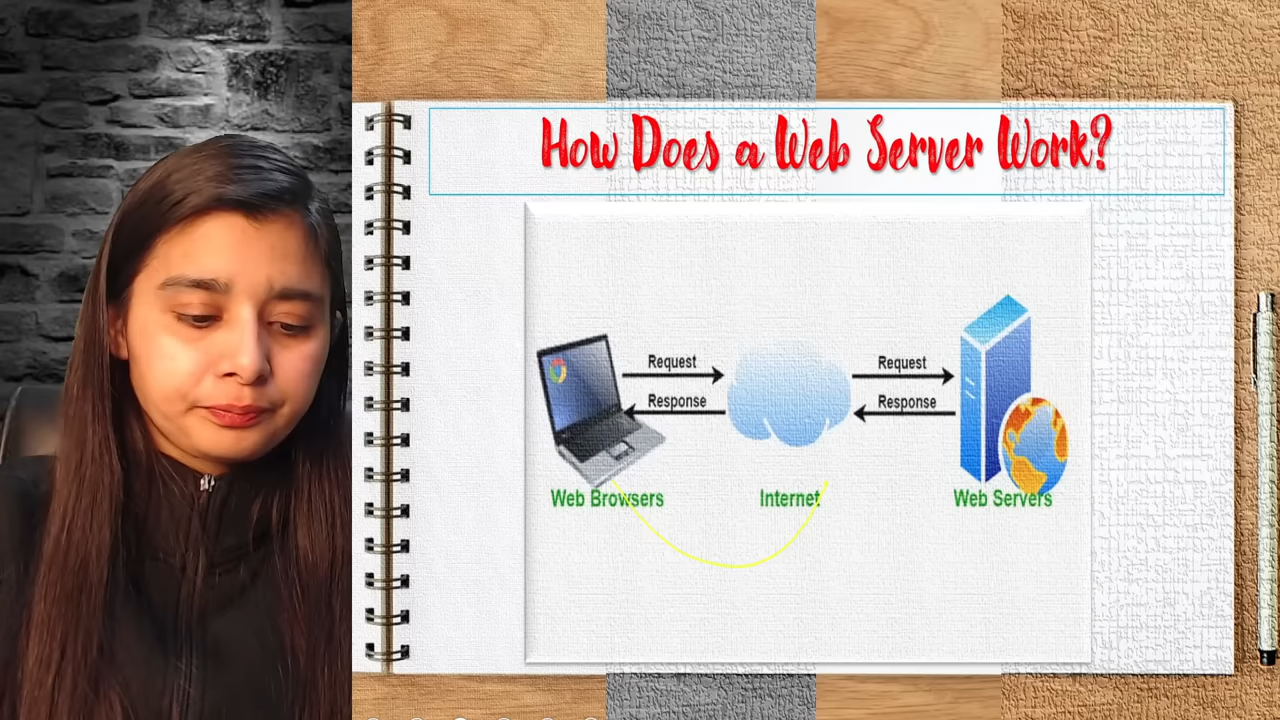 How Does a Web Server Work?
Request
Request
Response
Response
Web Browsers
Internet
Web Servers